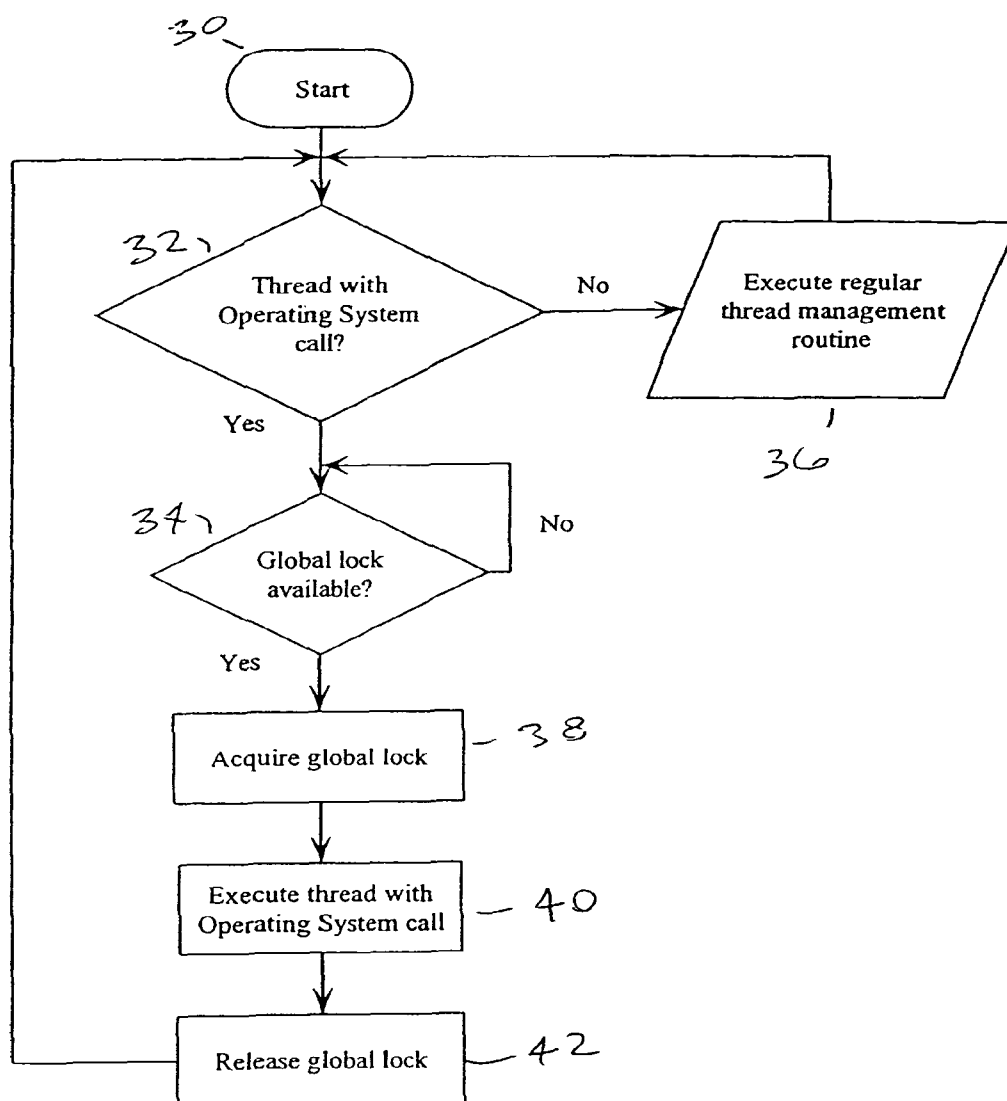 30
Start
32
Thread with
Operating System
call?
No
Execute regular
thread management
routine
36
Yes
34
Global lock
available?
No
Yes
Acquire global lock
38
Execute thread with
Operating System call
40
Release global lock
42